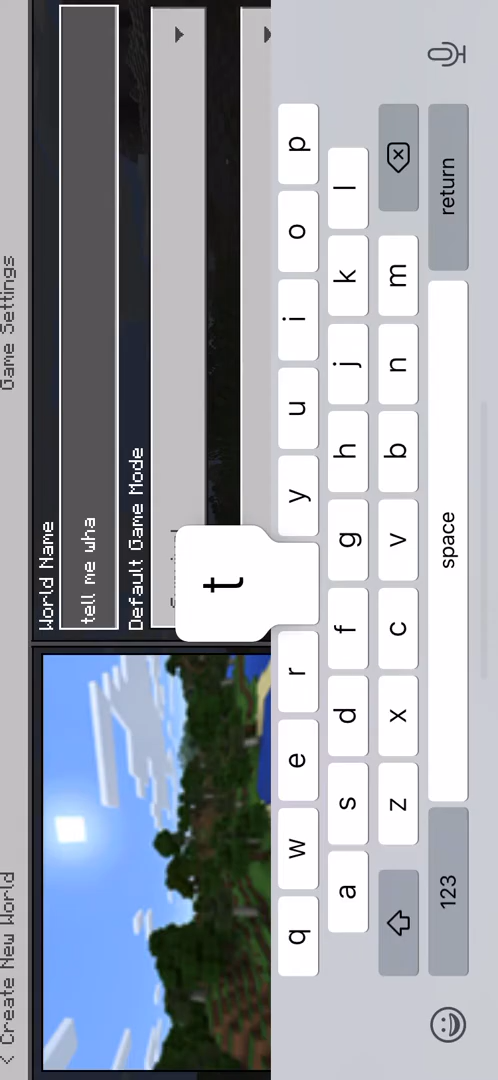 < Create New World
Game Settings
World Name
tell me wha
Default Game Mode
q w e r t y u i o p
a s d f g h j k l
z x c v b n m
123 space return